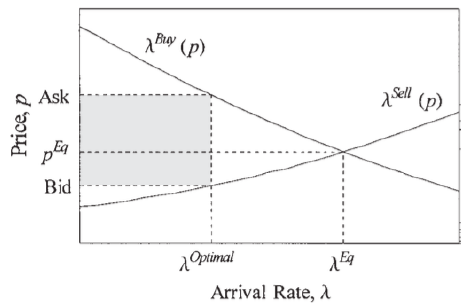 λ^Buy (p)
Ask
λ^Sell (p)
Price, p
p^Eq
Bid
λ^Optimal
λ^Eq
Arrival Rate, λ